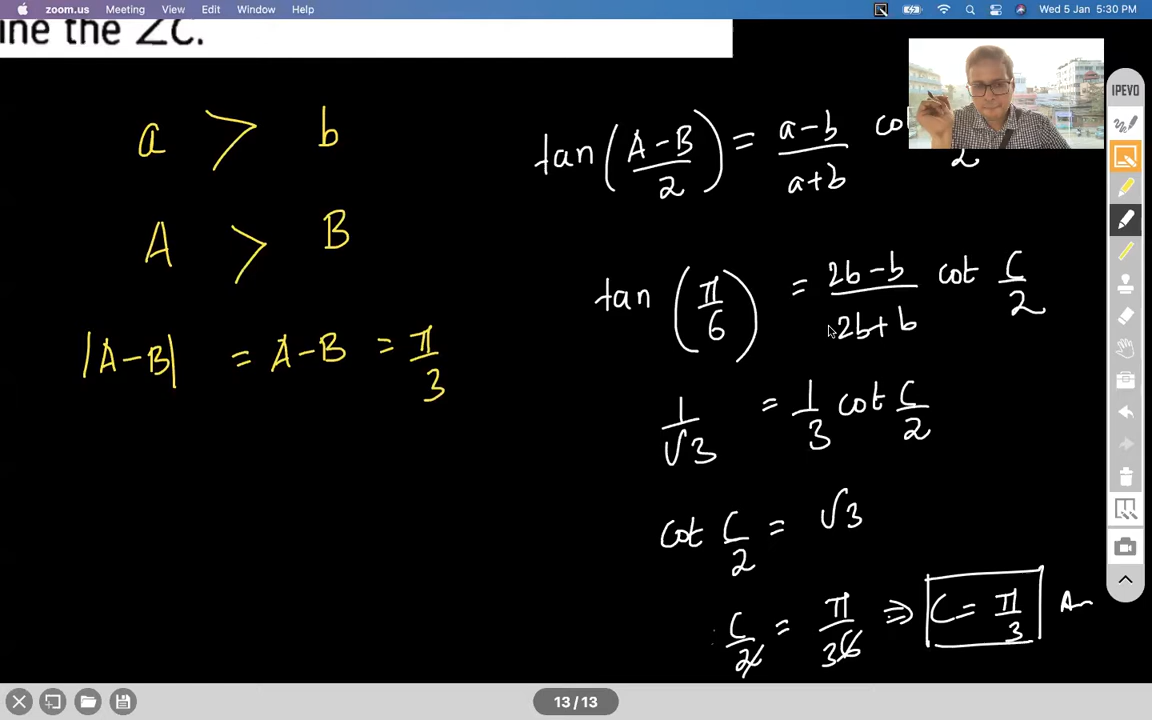 zoom.us Meeting View Edit Window Help Wed 5 Jan 5:30 PM
ine the ∠C.
IPEVO
a > b
A > B
|A-B| = A-B = π/3
tan(A-B/2) = a-b/a+b co 2
tan(π/6) = 2b-b/2b+b cot C/2
1/√3 = 1/3 cot C/2
cot C/2 = √3
C/2 = π/36 ⇒ C = π/3 An
13/13